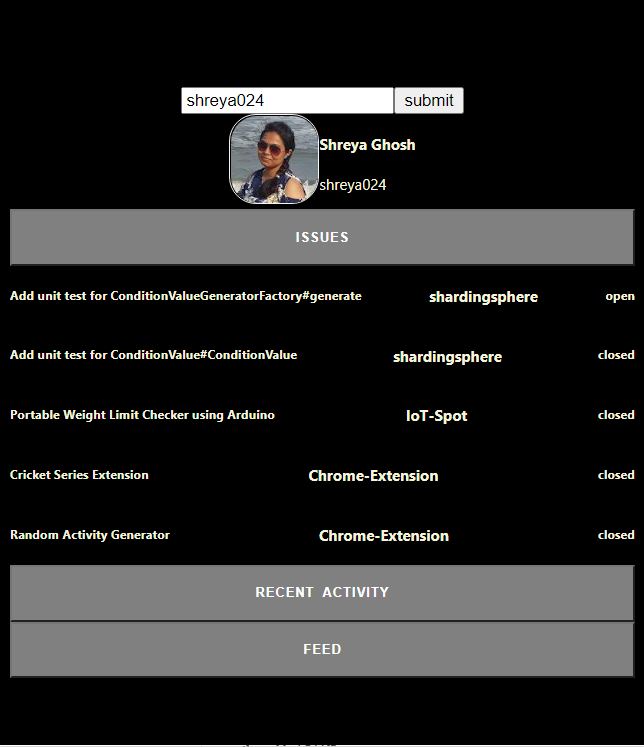 shreya024 submit
Shreya Ghosh
shreya024
ISSUES
Add unit test for ConditionValueGeneratorFactory#generate shardingsphere open
Add unit test for ConditionValue#ConditionValue shardingsphere closed
Portable Weight Limit Checker using Arduino IoT-Spot closed
Cricket Series Extension Chrome-Extension closed
Random Activity Generator Chrome-Extension closed
RECENT ACTIVITY
FEED